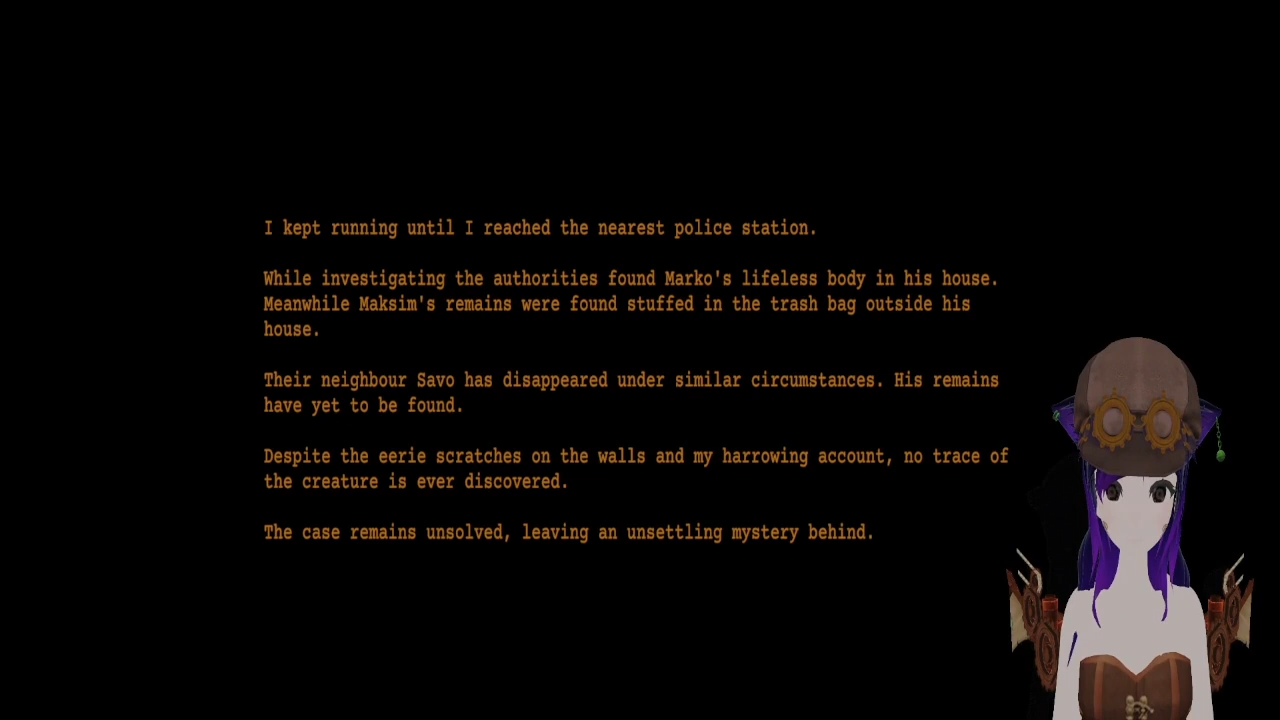 I kept running until I reached the nearest police station.
While investigating the authorities found Marko's lifeless body in his house.
Meanwhile Maksim's remains were found stuffed in the trash bag outside his
house.
Their neighbour Savo has disappeared under similar circumstances. His remains
have yet to be found.
Despite the eerie scratches on the walls and my harrowing account, no trace of
the creature is ever discovered.
The case remains unsolved, leaving an unsettling mystery behind.